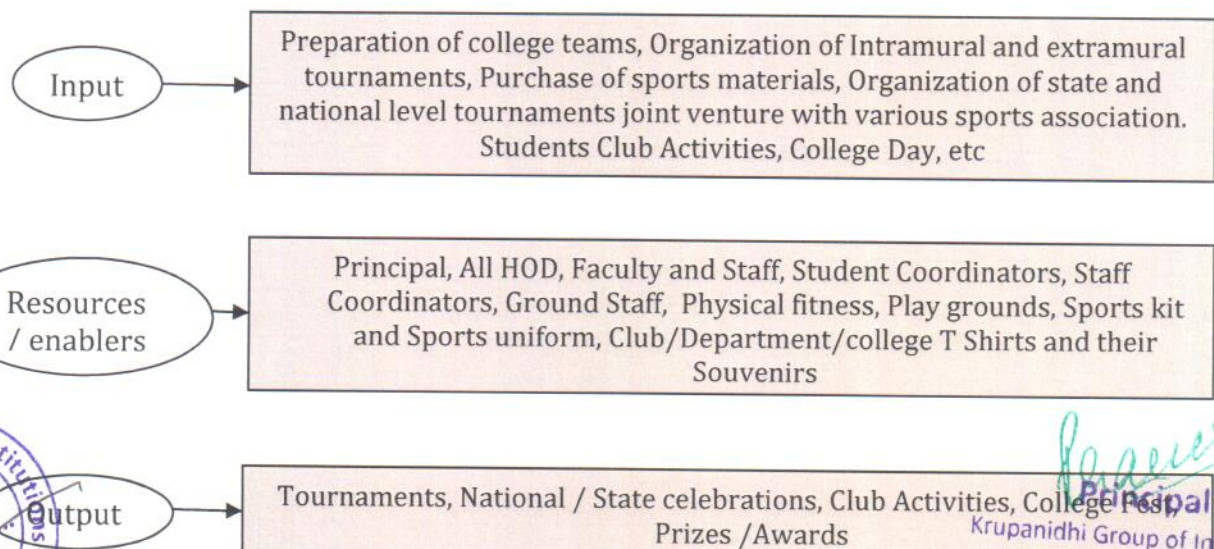 Input
Preparation of college teams, Organization of Intramural and extramural
tournaments, Purchase of sports materials, Organization of state and
national level tournaments joint venture with various sports association.
Students Club Activities, College Day, etc
Resources
/ enablers
Principal, All HOD, Faculty and Staff, Student Coordinators, Staff
Coordinators, Ground Staff, Physical fitness, Play grounds, Sports kit
and Sports uniform, Club/Department/college T Shirts and their
Souvenirs
Output
Tournaments, National / State celebrations, Club Activities, College Fest,
Prizes /Awards
Principal
Krupanidhi Group of